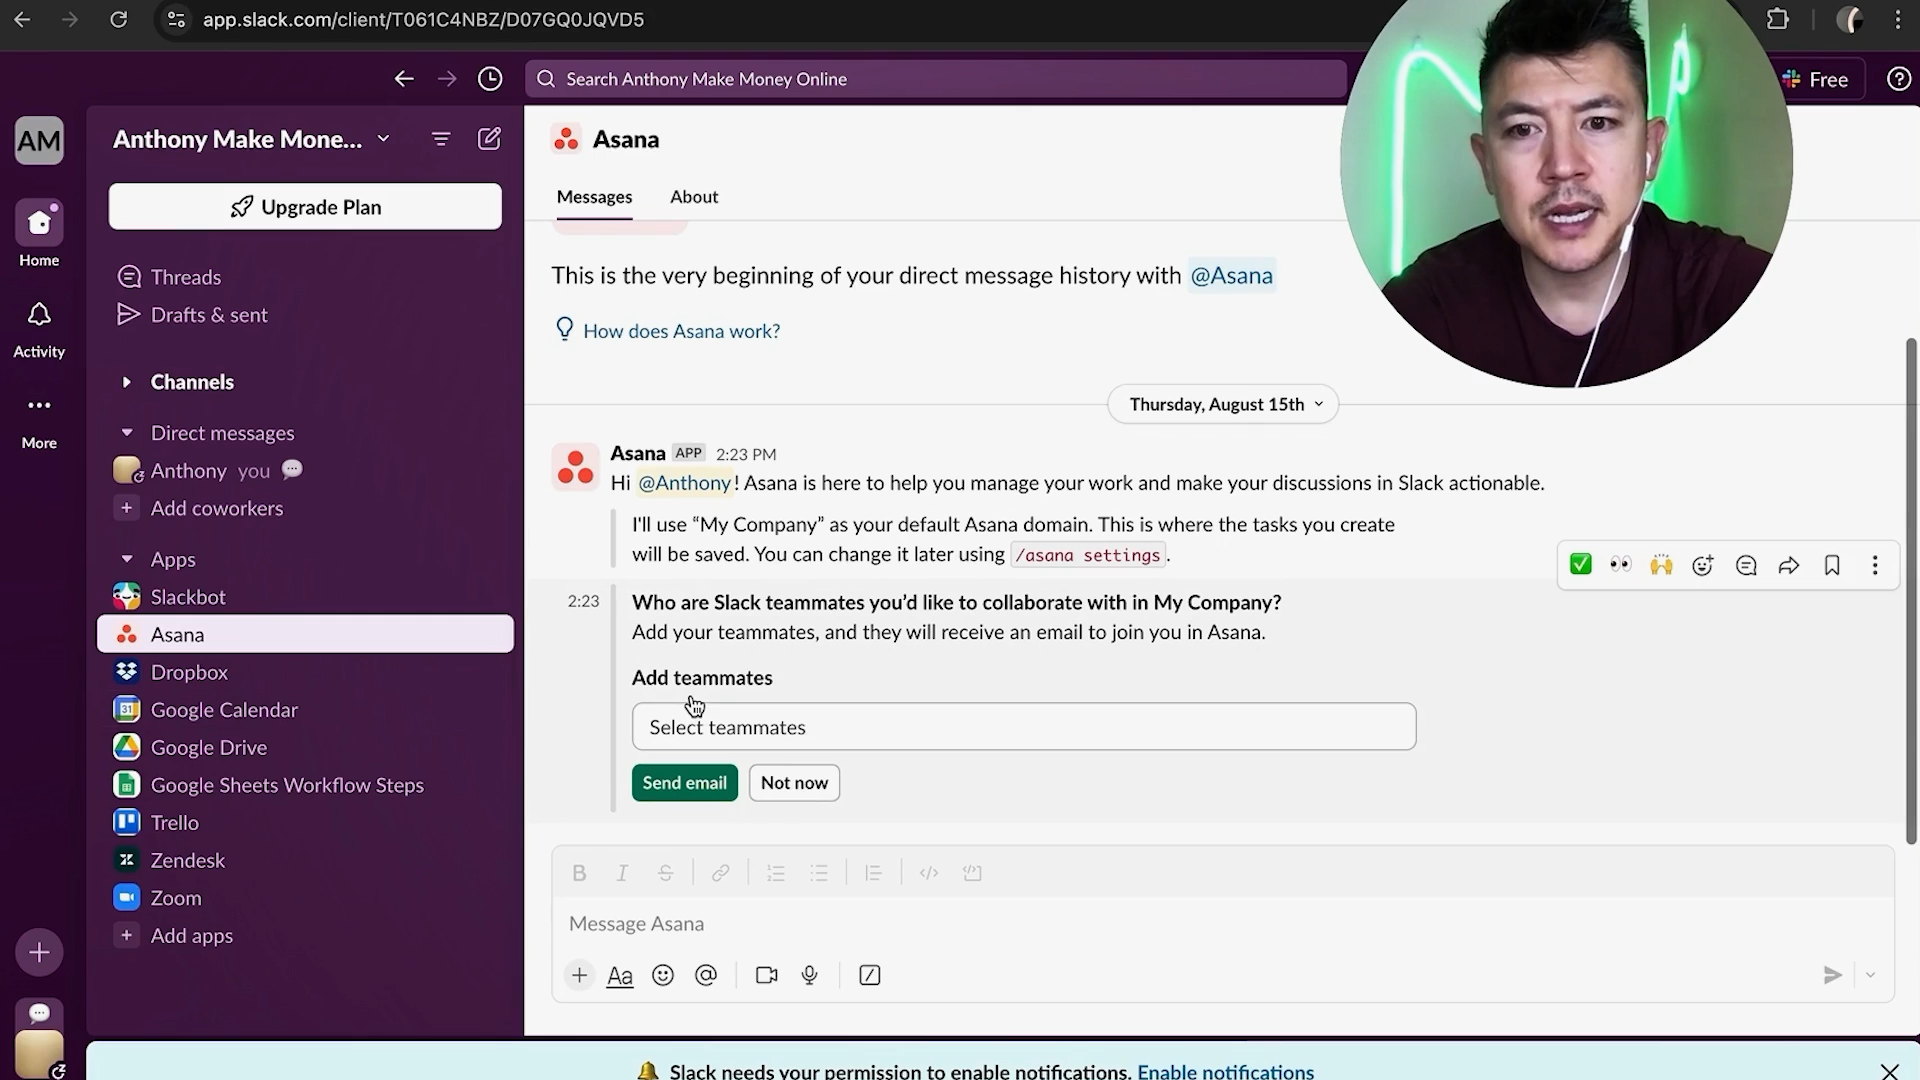 app.slack.com/client/T061C4NBZ/D07GQ0JQVD5
Search Anthony Make Money Online
Free
AM
Anthony Make Mone...
Upgrade Plan
Home
Activity
More
Threads
Drafts & sent
Channels
Direct messages
Anthony you
Add coworkers
Apps
Slackbot
Asana
Dropbox
31 Google Calendar
Google Drive
Google Sheets Workflow Steps
Trello
Zendesk
Zoom
Add apps
Asana
Messages About
This is the very beginning of your direct message history with @Asana
How does Asana work?
Thursday, August 15th
Asana APP 2:23 PM
Hi @Anthony! Asana is here to help you manage your work and make your discussions in Slack actionable.
I'll use “My Company” as your default Asana domain. This is where the tasks you create
will be saved. You can change it later using /asana settings.
2:23 Who are Slack teammates you’d like to collaborate with in My Company?
Add your teammates, and they will receive an email to join you in Asana.
Add teammates
Select teammates
Send email Not now
B I S
Message Asana
Aa
Slack needs your permission to enable notifications. Enable notifications